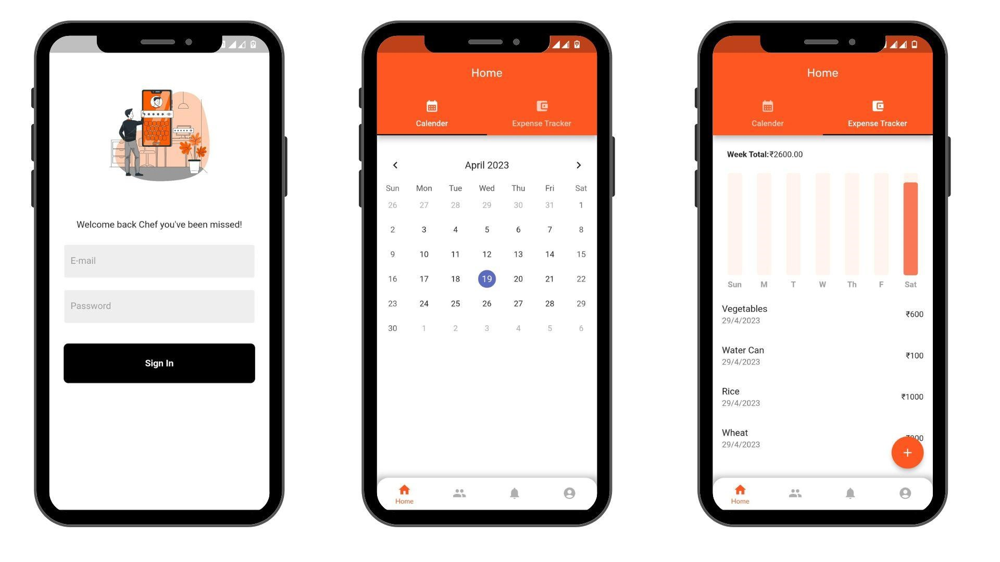 * * * * *
* * * * *
Welcome back Chef you've been missed!
E-mail
Password
Sign In
Home
Calender Expense Tracker
April 2023
Sun Mon Tue Wed Thu Fri Sat
26 27 28 29 30 31 1
2 3 4 5 6 7 8
9 10 11 12 13 14 15
16 17 18 19 20 21 22
23 24 25 26 27 28 29
30 1 2 3 4 5 6
Home
Home
Calender Expense Tracker
Week Total:₹2600.00
Sun M T W Th F Sat
Vegetables
29/4/2023
₹600
Water Can
29/4/2023
₹100
Rice
29/4/2023
₹1000
Wheat
29/4/2023
+
Home